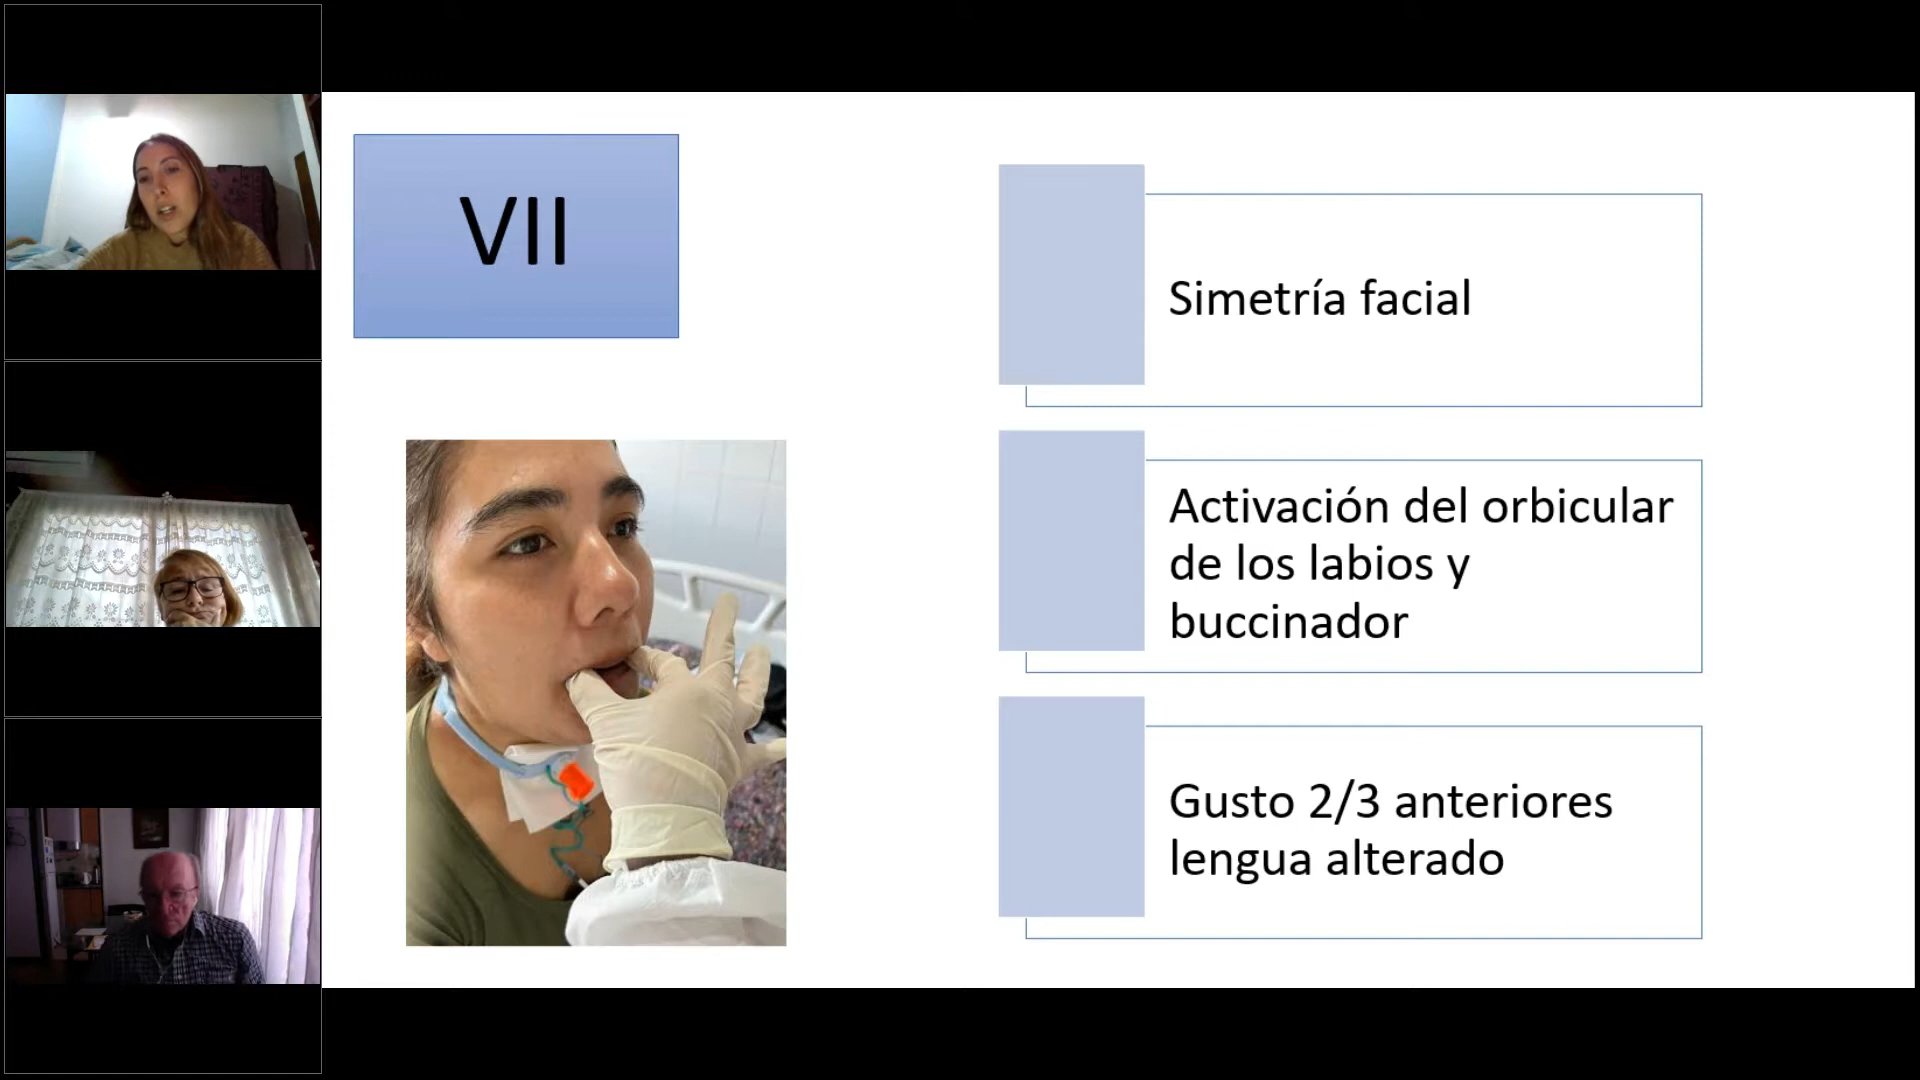 VII
Simetría facial
Activación del orbicular
de los labios y
buccinador
Gusto 2/3 anteriores
lengua alterado